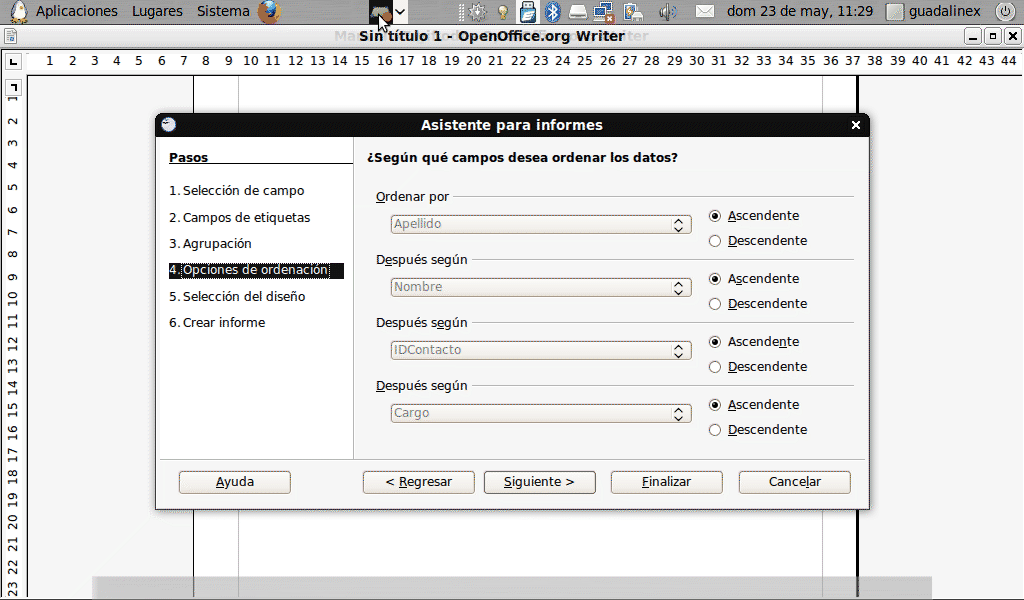 Aplicaciones Lugares Sistema dom 23 de may, 11:29 guadalinex
Sin título 1 - OpenOffice.org Writer
1 2 3 4 5 6 7 8 9 10 11 12 13 14 15 16 17 18 19 20 21 22 23 24 25 26 27 28 29 30 31 32 33 34 35 36 37 38 39 40 41 42 43 44
1
2
3
4
5
6
7
8
9
10
11
12
13
14
15
16
17
18
19
20
21
22
23
Asistente para informes
Pasos
1. Selección de campo
2. Campos de etiquetas
3. Agrupación
4. Opciones de ordenación
5. Selección del diseño
6. Crear informe
¿Según qué campos desea ordenar los datos?
Ordenar por
Apellido
Ascendente
Descendente
Después según
Nombre
Ascendente
Descendente
Después según
IDContacto
Ascendente
Descendente
Después según
Cargo
Ascendente
Descendente
Ayuda < Regresar Siguiente > Finalizar Cancelar